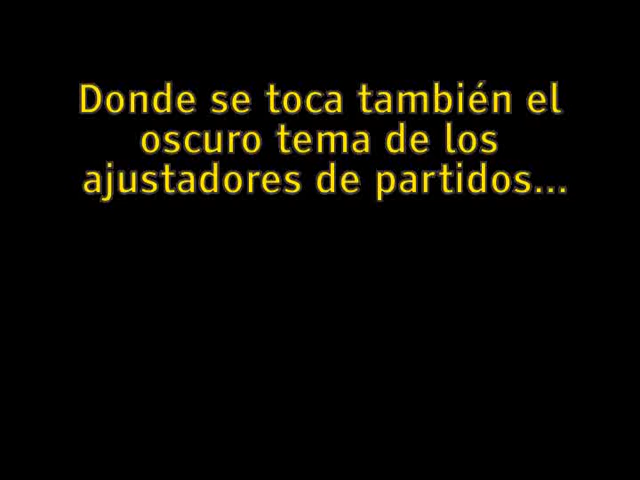 Donde se toca también el
oscuro tema de los
ajustadores de partidos...